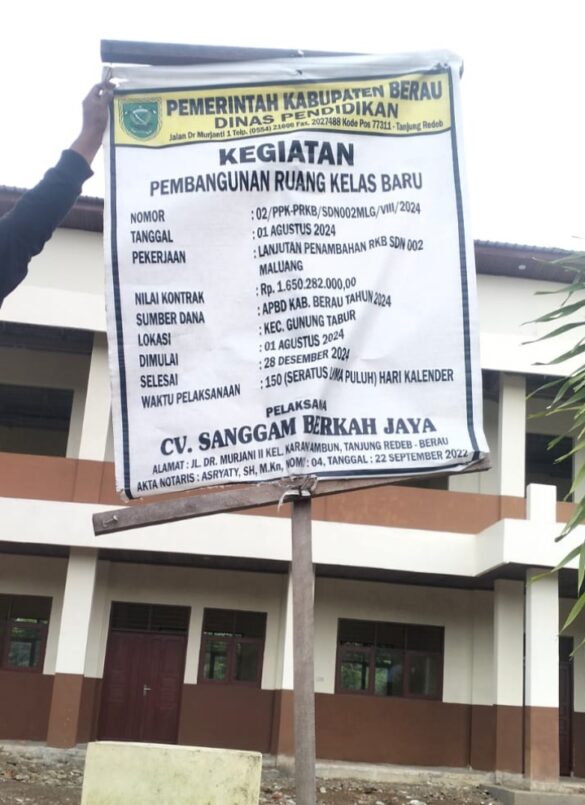 PEMERINTAH KABUPATEN BERAU
DINAS PENDIDIKAN
Jalan Dr Murjani 1 Telp. (0554) 21606 Fax. 2027488 Kode Pos 77311 - Tanjung Redeb
KEGIATAN
PEMBANGUNAN RUANG KELAS BARU
NOMOR : 02/PPK-PRKB/SDN002MLG/VIII/2024
TANGGAL : 01 AGUSTUS 2024
PEKERJAAN : LANJUTAN PENAMBAHAN RKB SDN 002
MALUANG
NILAI KONTRAK : Rp. 1.650.282.000,00
SUMBER DANA : APBD KAB. BERAU TAHUN 2024
LOKASI : KEC. GUNUNG TABUR
DIMULAI : 01 AGUSTUS 2024
SELESAI : 28 DESEMBER 2024
WAKTU PELAKSANAAN : 150 (SERATUS LIMA PULUH) HARI KALENDER
PELAKSANA
CV. SANGGAM BERKAH JAYA
ALAMAT : JL. DR. MURJANI II KEL. KARANG AMBUN, TANJUNG REDEB - BERAU
AKTA NOTARIS : ASRYATY, SH, M.Kn, NOMOR : 04, TANGGAL : 22 SEPTEMBER 2022